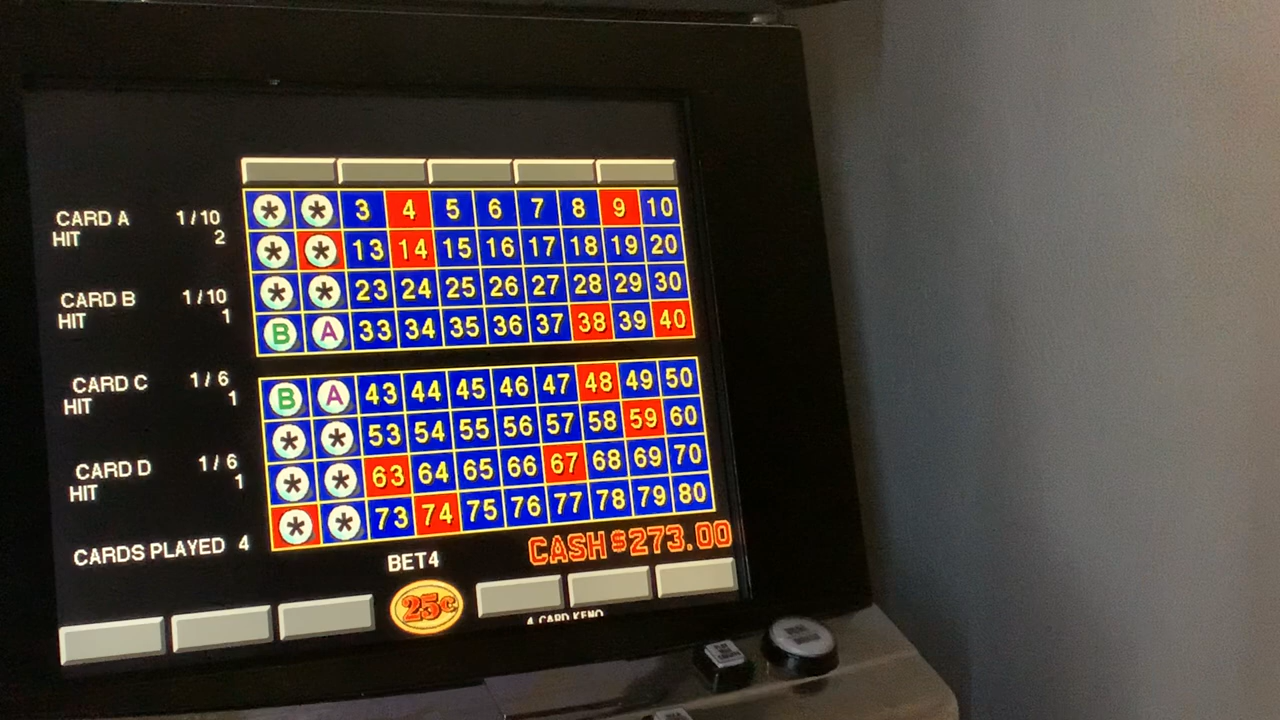 CARD A 1/10
HIT 2
CARD B 1/10
HIT 1
CARD C 1/6
HIT 1
CARD D 1/6
HIT 1
CARDS PLAYED 4
* * 3 4 5 6 7 8 9 10
* * 13 14 15 16 17 18 19 20
* * 23 24 25 26 27 28 29 30
B A 33 34 35 36 37 38 39 40
B A 43 44 45 46 47 48 49 50
* * 53 54 55 56 57 58 59 60
* * 63 64 65 66 67 68 69 70
* * 73 74 75 76 77 78 79 80
BET4
CASH $273.00
25¢
4 CARD KENO